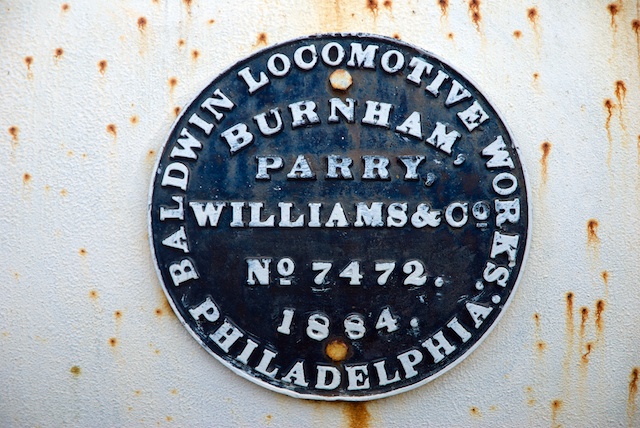 BALDWIN LOCOMOTIVE WORKS.
BURNHAM,
PARRY,
WILLIAMS & Cº
Nº 7472.
1884.
PHILADELPHIA.